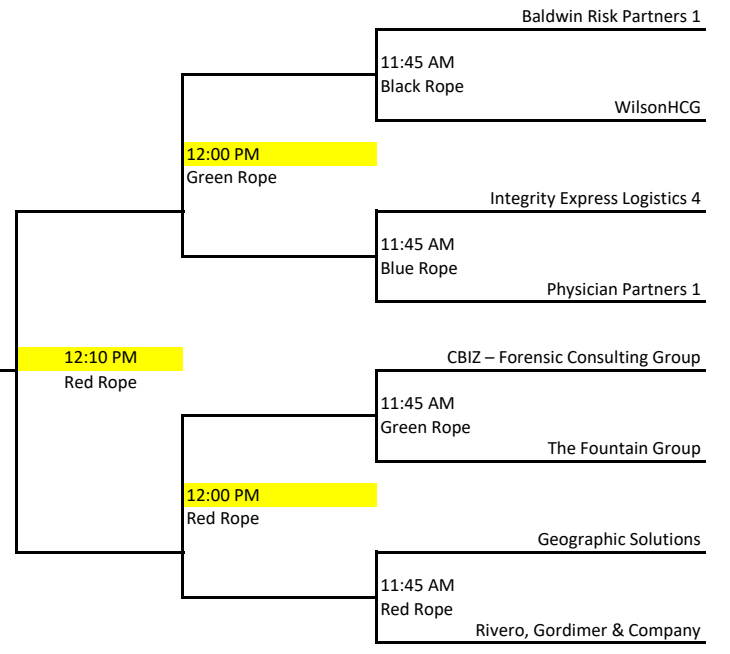 Baldwin Risk Partners 1
11:45 AM
Black Rope
WilsonHCG
12:00 PM
Green Rope
Integrity Express Logistics 4
11:45 AM
Blue Rope
Physician Partners 1
12:10 PM
Red Rope
CBIZ – Forensic Consulting Group
11:45 AM
Green Rope
The Fountain Group
12:00 PM
Red Rope
Geographic Solutions
11:45 AM
Red Rope
Rivero, Gordimer & Company